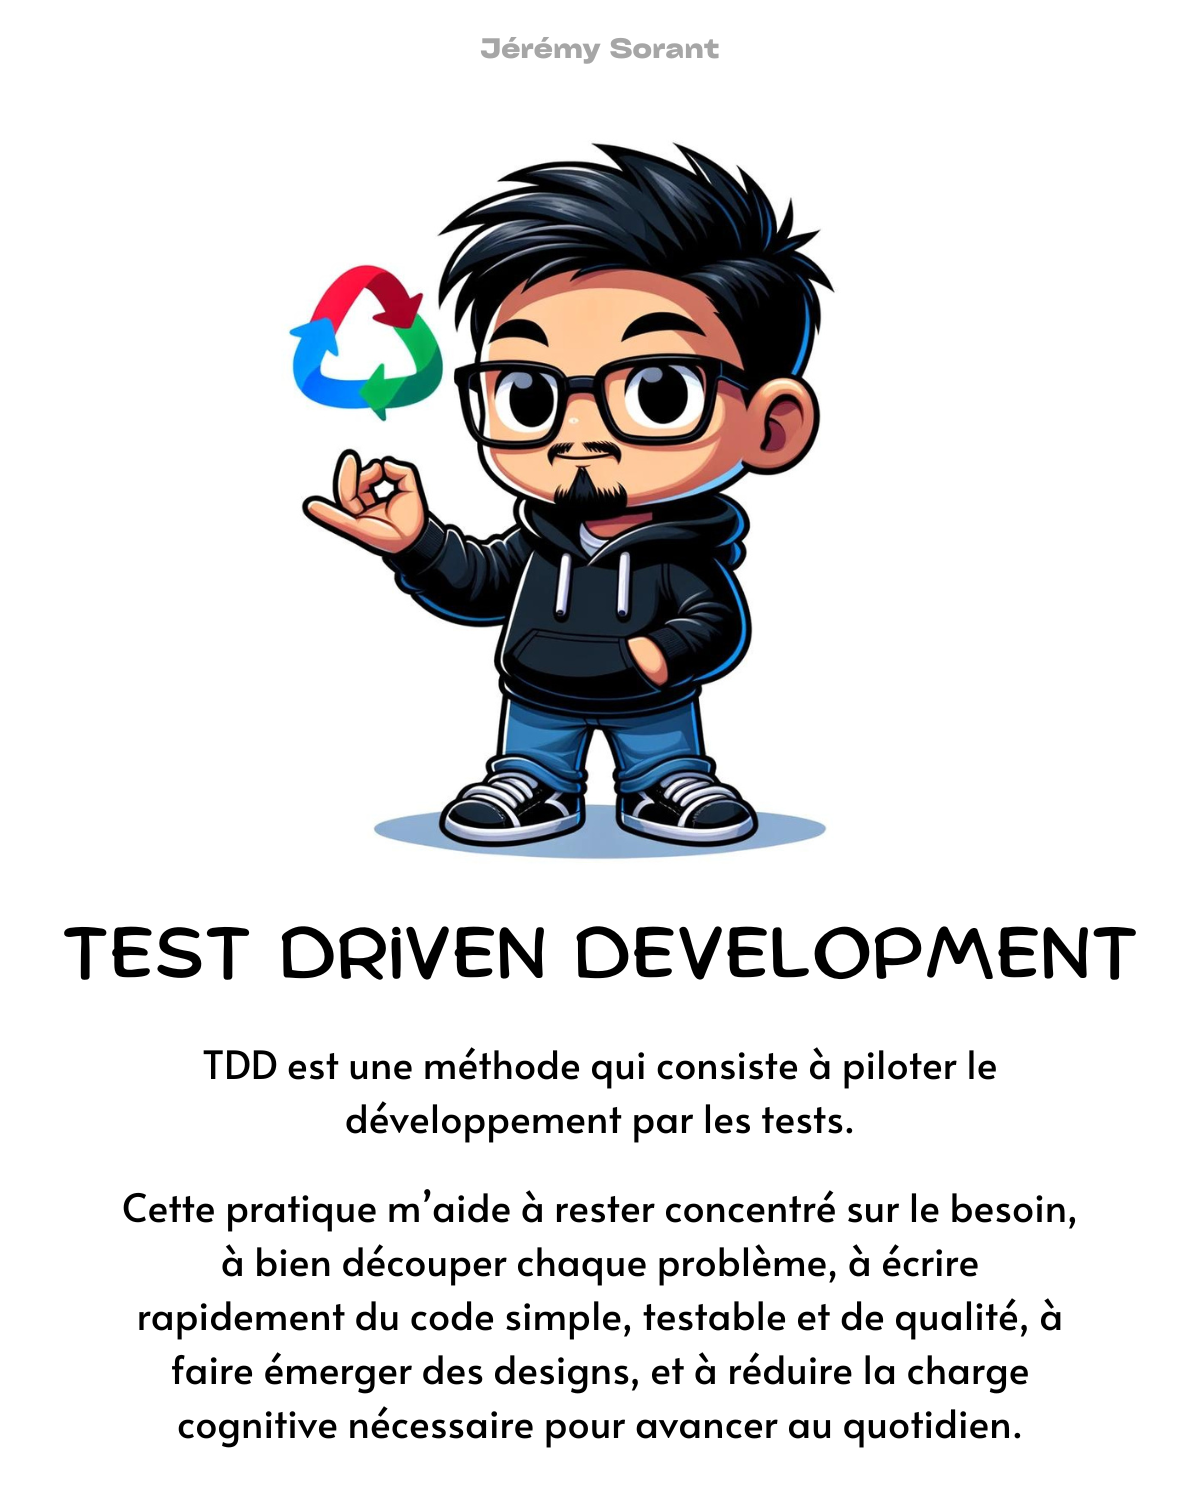 Jérémy Sorant
TEST DRiVEN DEVELOPMENT
TDD est une méthode qui consiste à piloter le
développement par les tests.
Cette pratique m’aide à rester concentré sur le besoin,
à bien découper chaque problème, à écrire
rapidement du code simple, testable et de qualité, à
faire émerger des designs, et à réduire la charge
cognitive nécessaire pour avancer au quotidien.